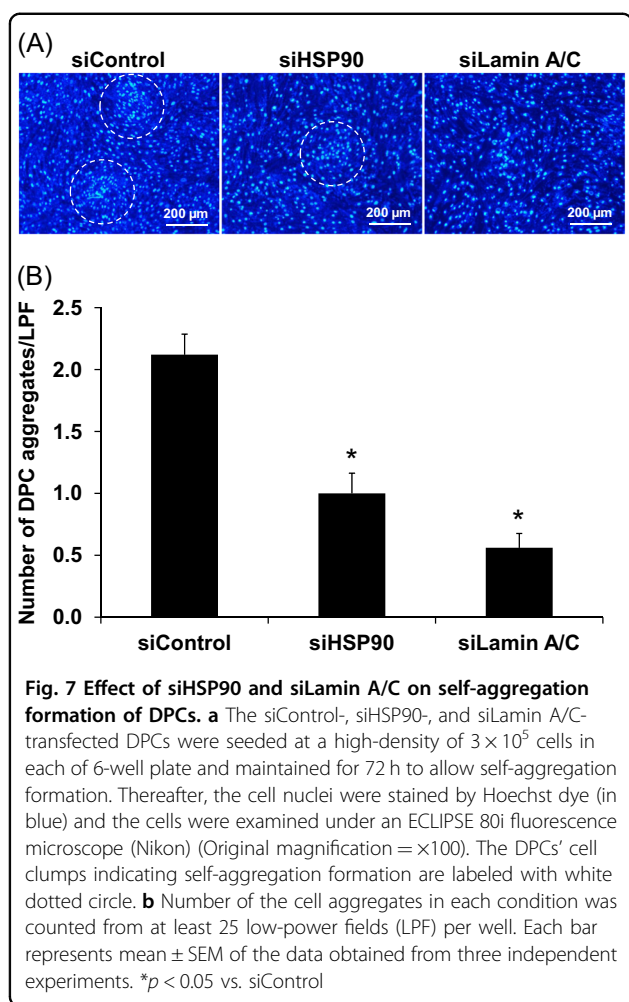 (A)
siControl siHSP90 siLamin A/C
200 µm 200 µm 200 µm
(B)
Number of DPC aggregates/LPF
2.5
2.0
1.5
1.0
0.5
0.0
* *
siControl siHSP90 siLamin A/C
Fig. 7 Effect of siHSP90 and siLamin A/C on self-aggregation
formation of DPCs. a The siControl-, siHSP90-, and siLamin A/C-
transfected DPCs were seeded at a high-density of 3 × 10⁵ cells in
each of 6-well plate and maintained for 72 h to allow self-aggregation
formation. Thereafter, the cell nuclei were stained by Hoechst dye (in
blue) and the cells were examined under an ECLIPSE 80i fluorescence
microscope (Nikon) (Original magnification = ×100). The DPCs' cell
clumps indicating self-aggregation formation are labeled with white
dotted circle. b Number of the cell aggregates in each condition was
counted from at least 25 low-power fields (LPF) per well. Each bar
represents mean ± SEM of the data obtained from three independent
experiments. *p < 0.05 vs. siControl